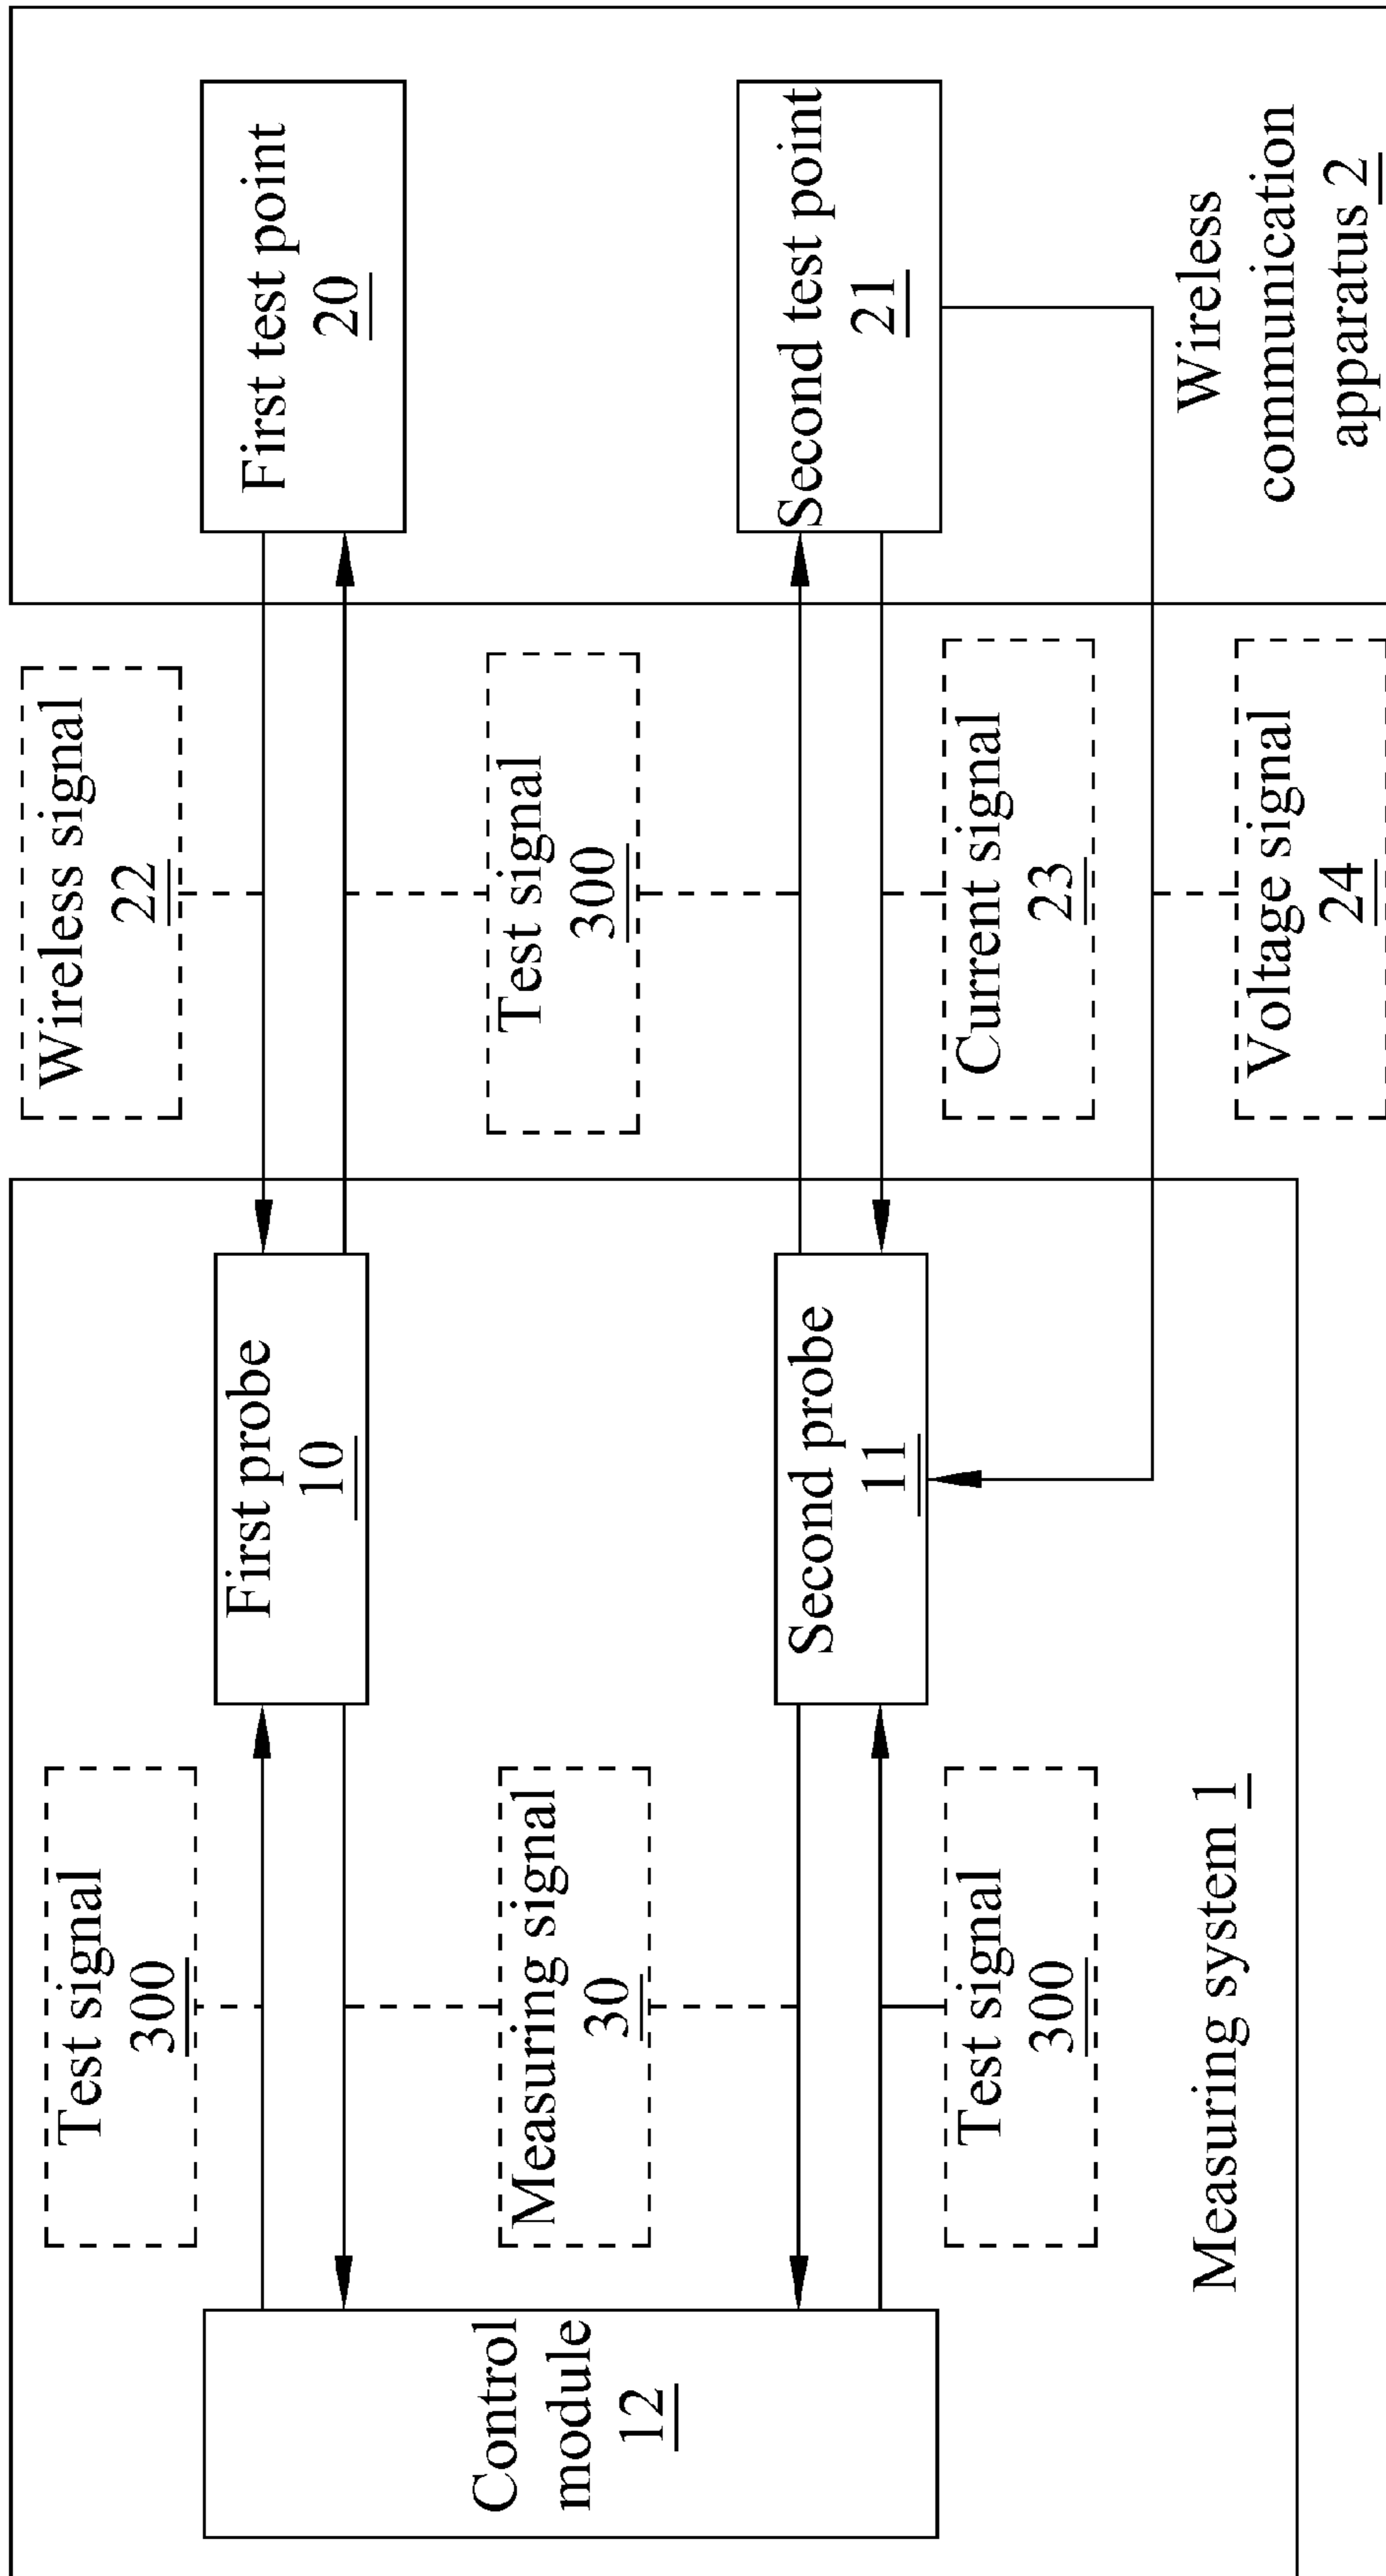 Test signal
300
Wireless signal
22
Control
module
12
First probe
10
First test point
20
Measuring signal
30
Test signal
300
Second probe
11
Second test point
21
Test signal
300
Current signal
23
Measuring system 1
Voltage signal
24
Wireless
communication
apparatus 2